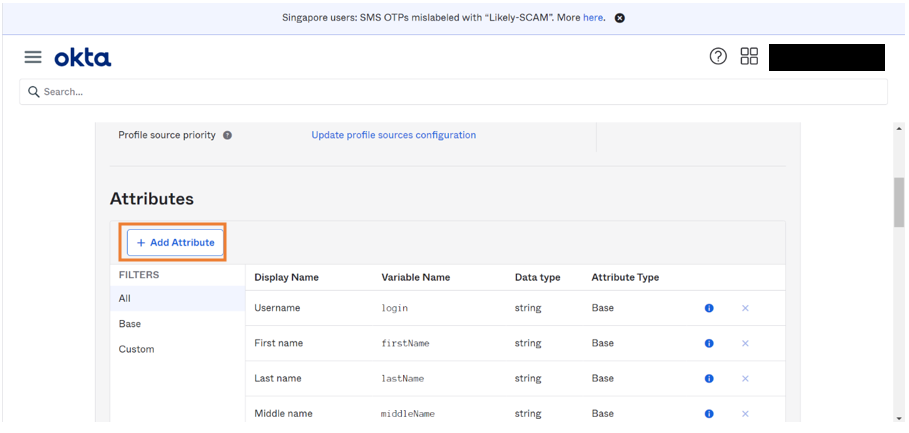 Singapore users: SMS OTPs mislabeled with “Likely-SCAM”. More here.
okta
Search...
Profile source priority Update profile sources configuration
Attributes
+ Add Attribute
FILTERS Display Name Variable Name Data type Attribute Type
All
Username login string Base
Base
First name firstName string Base
Custom
Last name lastName string Base
Middle name middleName string Base